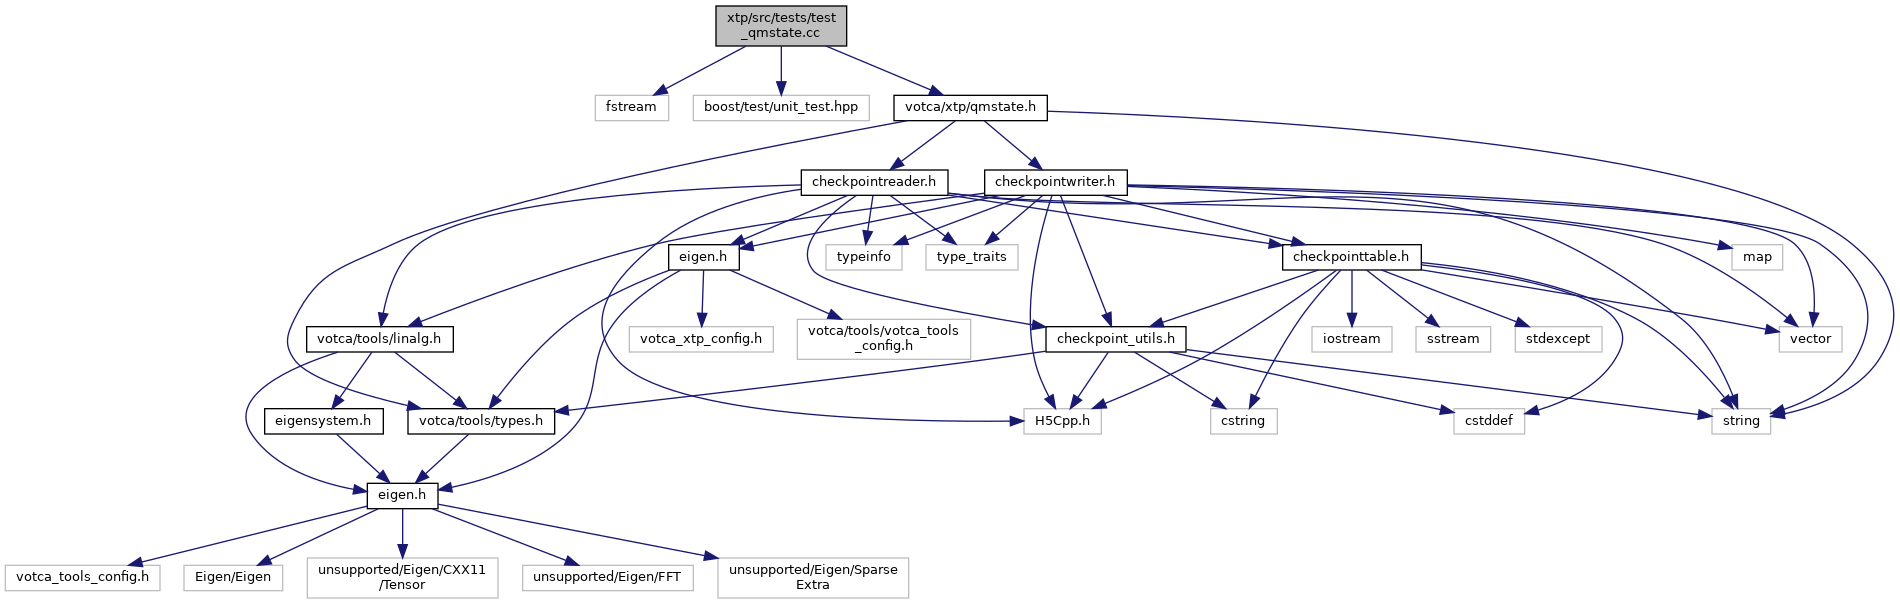 xtp/src/tests/test
_qmstate.cc
fstream
boost/test/unit_test.hpp
votca/xtp/qmstate.h
checkpointreader.h
checkpointwriter.h
eigen.h
typeinfo
type_traits
checkpointtable.h
map
votca/tools/linalg.h
votca_xtp_config.h
votca/tools/votca_tools
_config.h
checkpoint_utils.h
iostream
sstream
stdexcept
vector
eigensystem.h
votca/tools/types.h
H5Cpp.h
cstring
cstddef
string
eigen.h
votca_tools_config.h
Eigen/Eigen
unsupported/Eigen/CXX11
/Tensor
unsupported/Eigen/FFT
unsupported/Eigen/Sparse
Extra